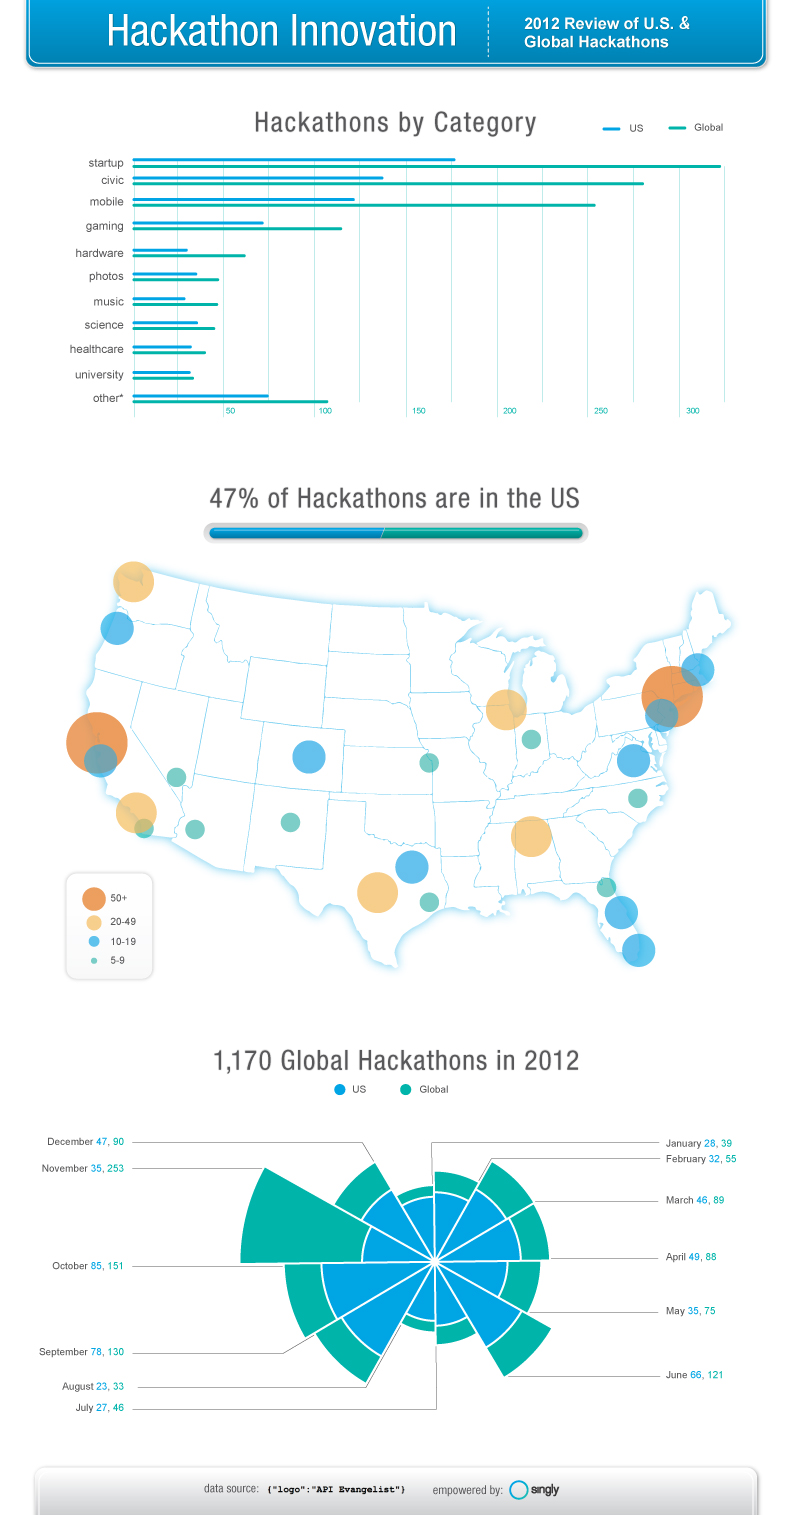 Hackathon Innovation
2012 Review of U.S. &
Global Hackathons
Hackathons by Category
US
Global
startup
civic
mobile
gaming
hardware
photos
music
science
healthcare
university
other*
50
100
150
200
250
300
47% of Hackathons are in the US
50+
20-49
10-19
5-9
1,170 Global Hackathons in 2012
US
Global
December 47, 90
January 28, 39
February 32, 55
November 35, 253
March 46, 89
October 85, 151
April 49, 88
May 35, 75
September 78, 130
June 66, 121
August 23, 33
July 27, 46
data source: {"logo":"API Evangelist"}
empowered by: singly